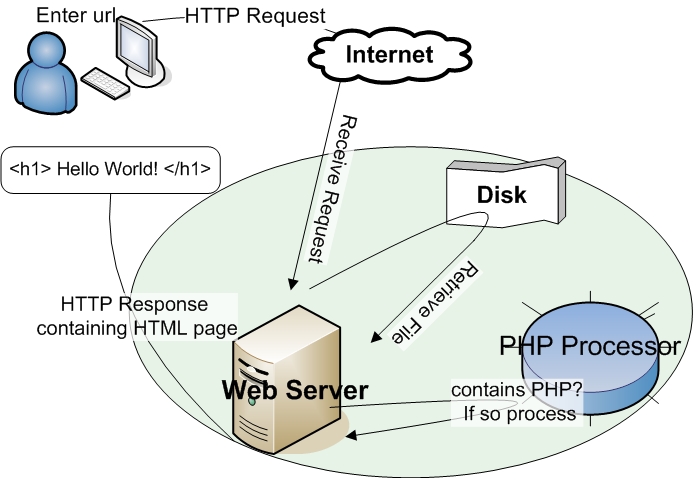 Enter url
HTTP Request
Internet
Receive Request
<h1> Hello World! </h1>
Disk
Retrieve File
HTTP Response
containing HTML page
PHP Processor
Web Server
contains PHP?
If so process